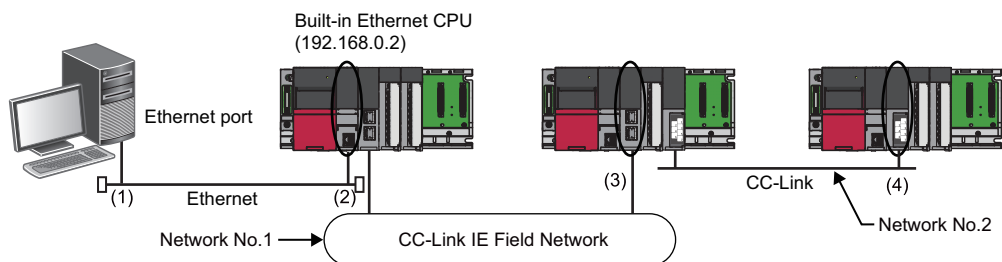 Built-in Ethernet CPU
(192.168.0.2)
Ethernet port
(1)
Ethernet
(2)
(3)
CC-Link
(4)
Network No.1
CC-Link IE Field Network
Network No.2